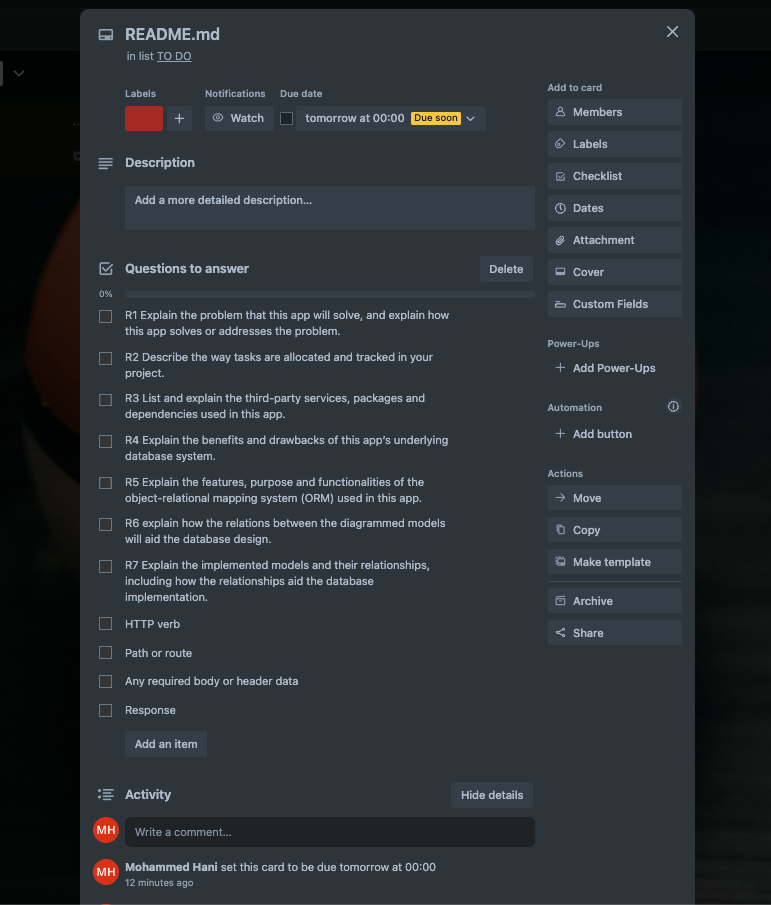 README.md
in list TO DO
Labels
Notifications
Due date
Watch
tomorrow at 00:00 Due soon
Description
Add a more detailed description...
Questions to answer
Delete
0%
R1 Explain the problem that this app will solve, and explain how
this app solves or addresses the problem.
R2 Describe the way tasks are allocated and tracked in your
project.
R3 List and explain the third-party services, packages and
dependencies used in this app.
R4 Explain the benefits and drawbacks of this app's underlying
database system.
R5 Explain the features, purpose and functionalities of the
object-relational mapping system (ORM) used in this app.
R6 explain how the relations between the diagrammed models
will aid the database design.
R7 Explain the implemented models and their relationships,
including how the relationships aid the database
implementation.
HTTP verb
Path or route
Any required body or header data
Response
Add an item
Activity
Hide details
MH
Write a comment...
MH
Mohammed Hani set this card to be due tomorrow at 00:00
12 minutes ago
Add to card
Members
Labels
Checklist
Dates
Attachment
Cover
Custom Fields
Power-Ups
Add Power-Ups
Automation
Add button
Actions
Move
Copy
Make template
Archive
Share